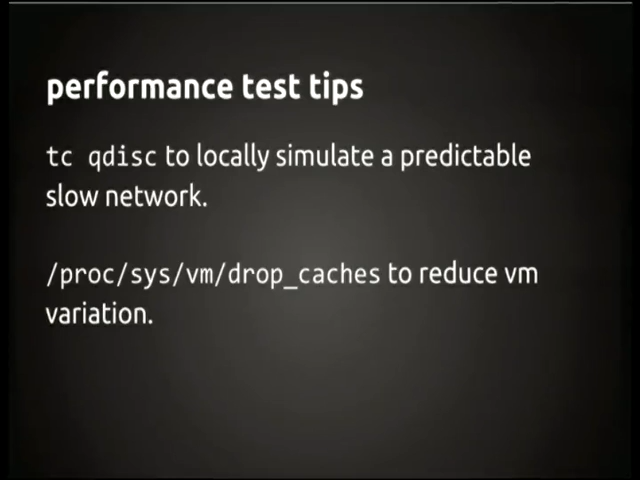 performance test tips
tc qdisc to locally simulate a predictable
slow network.
/proc/sys/vm/drop_caches to reduce vm
variation.